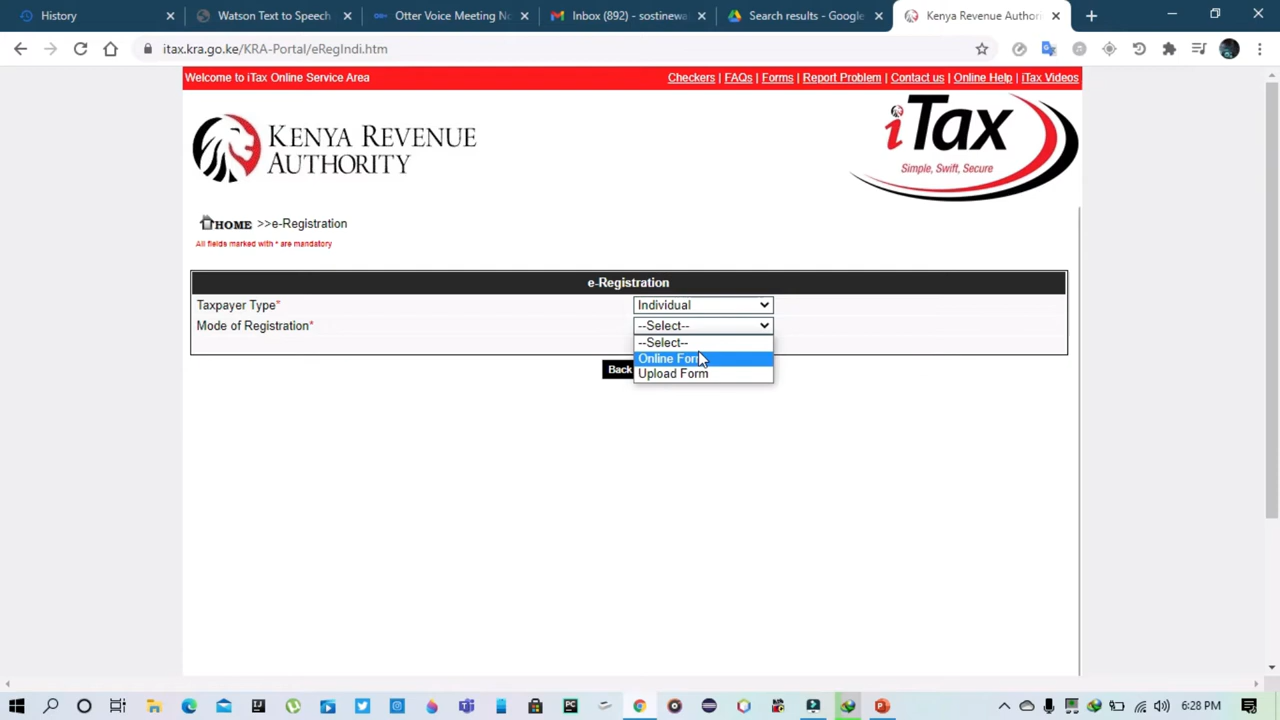 History
Watson Text to Speech
Otter Voice Meeting No
Inbox (892) - sostinewa
Search results - Google
Kenya Revenue Author
itax.kra.go.ke/KRA-Portal/eRegIndi.htm
Welcome to iTax Online Service Area
Checkers | FAQs | Forms | Report Problem | Contact us | Online Help | iTax Videos
KENYA REVENUE
AUTHORITY
iTax
Simple, Swift, Secure
HOME >>e-Registration
All fields marked with * are mandatory
e-Registration
Taxpayer Type*
Individual
Mode of Registration*
--Select--
--Select--
Online Form
Upload Form
Back
6:28 PM